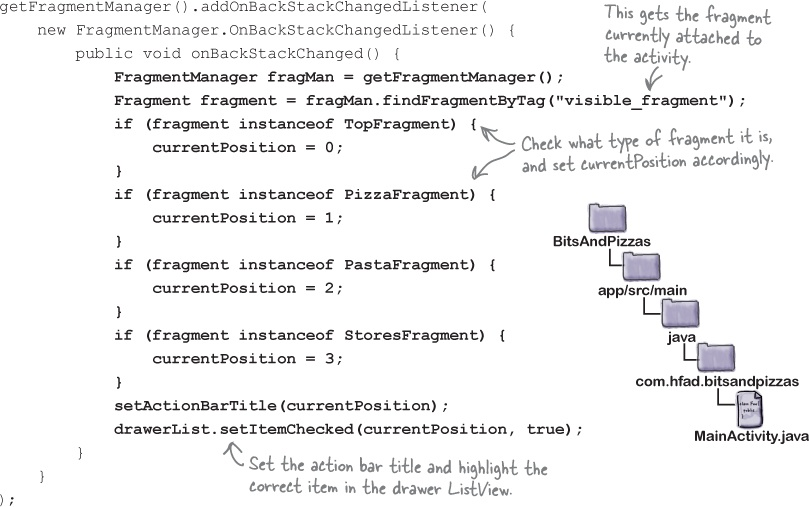 getFragmentManager().addOnBackStackChangedListener(
new FragmentManager.OnBackStackChangedListener() {
public void onBackStackChanged() {
FragmentManager fragMan = getFragmentManager();
Fragment fragment = fragMan.findFragmentByTag("visible_fragment");
if (fragment instanceof TopFragment) {
currentPosition = 0;
}
if (fragment instanceof PizzaFragment) {
currentPosition = 1;
}
if (fragment instanceof PastaFragment) {
currentPosition = 2;
}
if (fragment instanceof StoresFragment) {
currentPosition = 3;
}
setActionBarTitle(currentPosition);
drawerList.setItemChecked(currentPosition, true);
}
}
);
This gets the fragment
currently attached to
the activity.
Check what type of fragment it is,
and set currentPosition accordingly.
Set the action bar title and highlight the
correct item in the drawer ListView.
BitsAndPizzas
app/src/main
java
com.hfad.bitsandpizzas
MainActivity.java